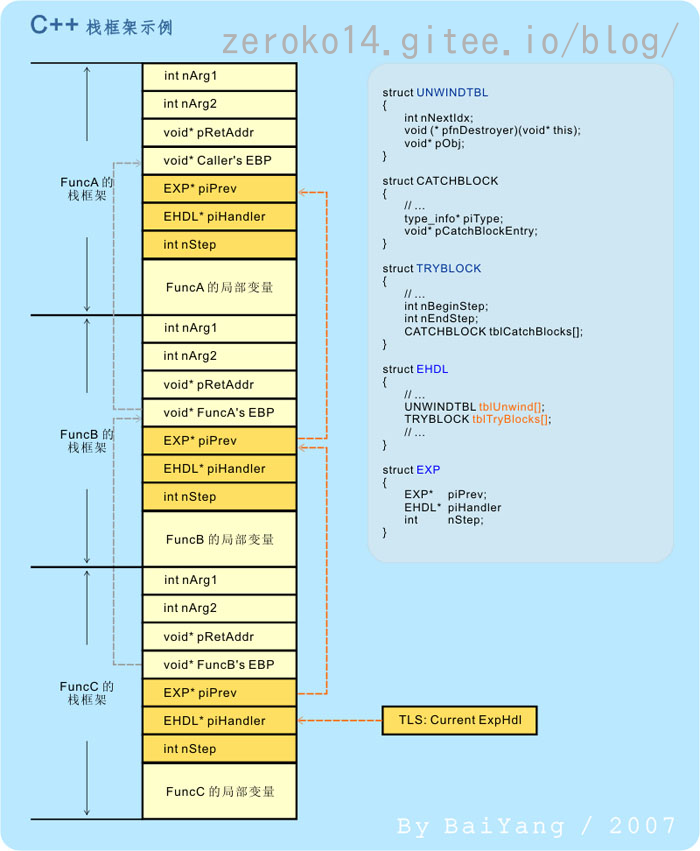 C++ 栈框架示例
zeroko14.gitee.io/blog/
int nArg1
int nArg2
void* pRetAddr
void* Caller's EBP
FuncA 的
栈框架
EXP* piPrev
EHDL* piHandler
int nStep
FuncA 的局部变量
int nArg1
int nArg2
void* pRetAddr
void* FuncA's EBP
FuncB 的
栈框架
EXP* piPrev
EHDL* piHandler
int nStep
FuncB 的局部变量
int nArg1
int nArg2
void* pRetAddr
void* FuncB's EBP
FuncC 的
栈框架
EXP* piPrev
EHDL* piHandler
int nStep
FuncC 的局部变量
TLS: Current ExpHdl
struct UNWINDTBL
{
int nNextIdx;
void (* pfnDestroyer)(void* this);
void* pObj;
}
struct CATCHBLOCK
{
// ...
type_info* piType;
void* pCatchBlockEntry;
}
struct TRYBLOCK
{
// ...
int nBeginStep;
int nEndStep;
CATCHBLOCK tblCatchBlocks[];
}
struct EHDL
{
// ...
UNWINDTBL tblUnwind[];
TRYBLOCK tblTryBlocks[];
// ...
}
struct EXP
{
EXP* piPrev;
EHDL* piHandler
int nStep;
}
By BaiYang / 2007